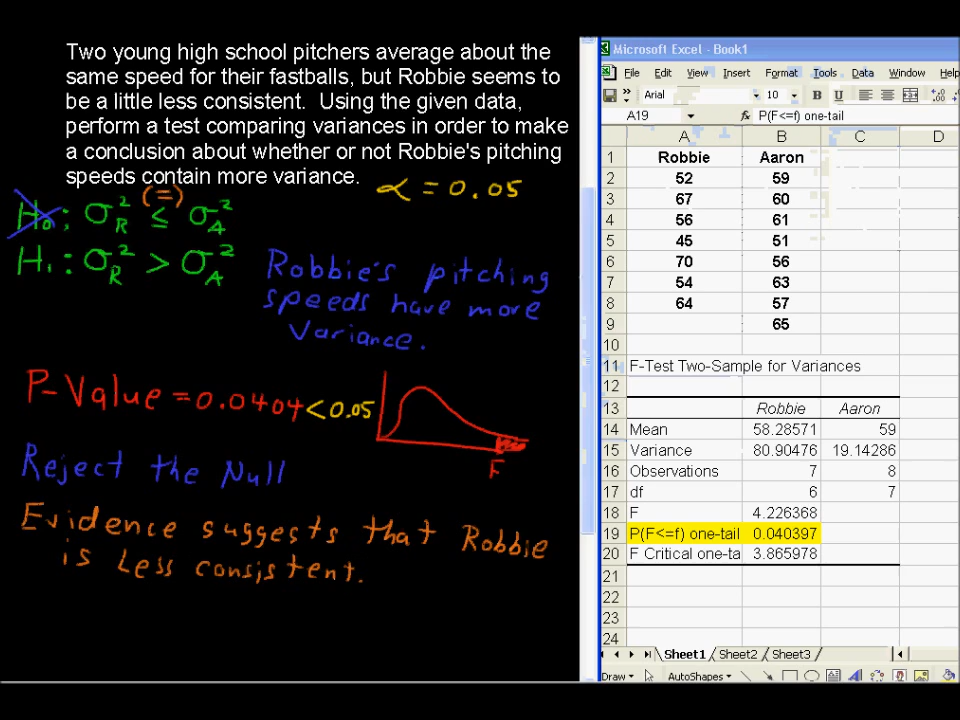 Two young high school pitchers average about the
same speed for their fastballs, but Robbie seems to
be a little less consistent. Using the given data,
perform a test comparing variances in order to make
a conclusion about whether or not Robbie's pitching
speeds contain more variance.
α = 0.05
(=)
H₀: σ²R ≤ σ²A
H₁: σ²R > σ²A
Robbie's pitching
speeds have more
variance.
P-Value = 0.0404 < 0.05
F
Reject the Null
Evidence suggests that Robbie
is less consistent.
Microsoft Excel - Book1
File Edit View Insert Format Tools Data Window Help
Arial 10 B U
A19 fx P(F<=f) one-tail
A B C D
1 Robbie Aaron
2 52 59
3 67 60
4 56 61
5 45 51
6 70 56
7 54 63
8 64 57
9 65
10
11 F-Test Two-Sample for Variances
12
13 Robbie Aaron
14 Mean 58.28571 59
15 Variance 80.90476 19.14286
16 Observations 7 8
17 df 6 7
18 F 4.226368
19 P(F<=f) one-tail 0.040397
20 F Critical one-ta 3.865978
21
22
23
24
Sheet1 Sheet2 Sheet3
Draw AutoShapes